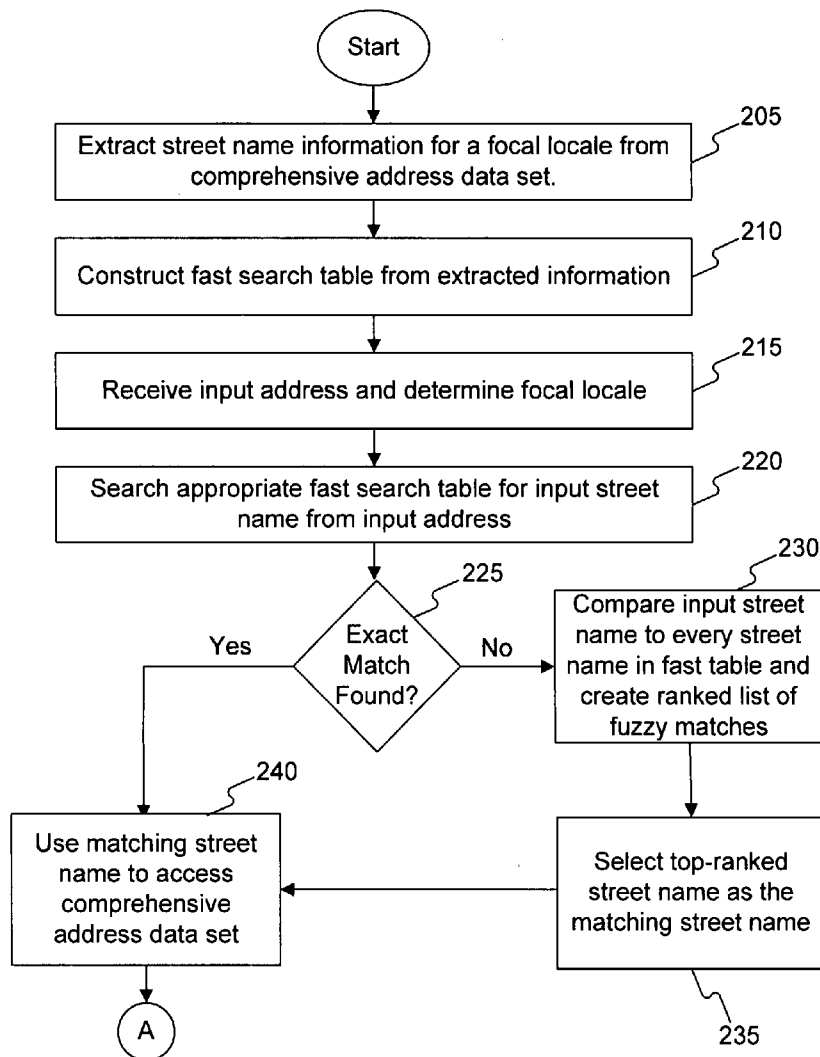 Start
205
Extract street name information for a focal locale from
comprehensive address data set.
210
Construct fast search table from extracted information
215
Receive input address and determine focal locale
220
Search appropriate fast search table for input street
name from input address
225
Exact
Match
Found?
Yes
No
230
Compare input street
name to every street
name in fast table and
create ranked list of
fuzzy matches
240
Use matching street
name to access
comprehensive
address data set
Select top-ranked
street name as the
matching street name
235
A